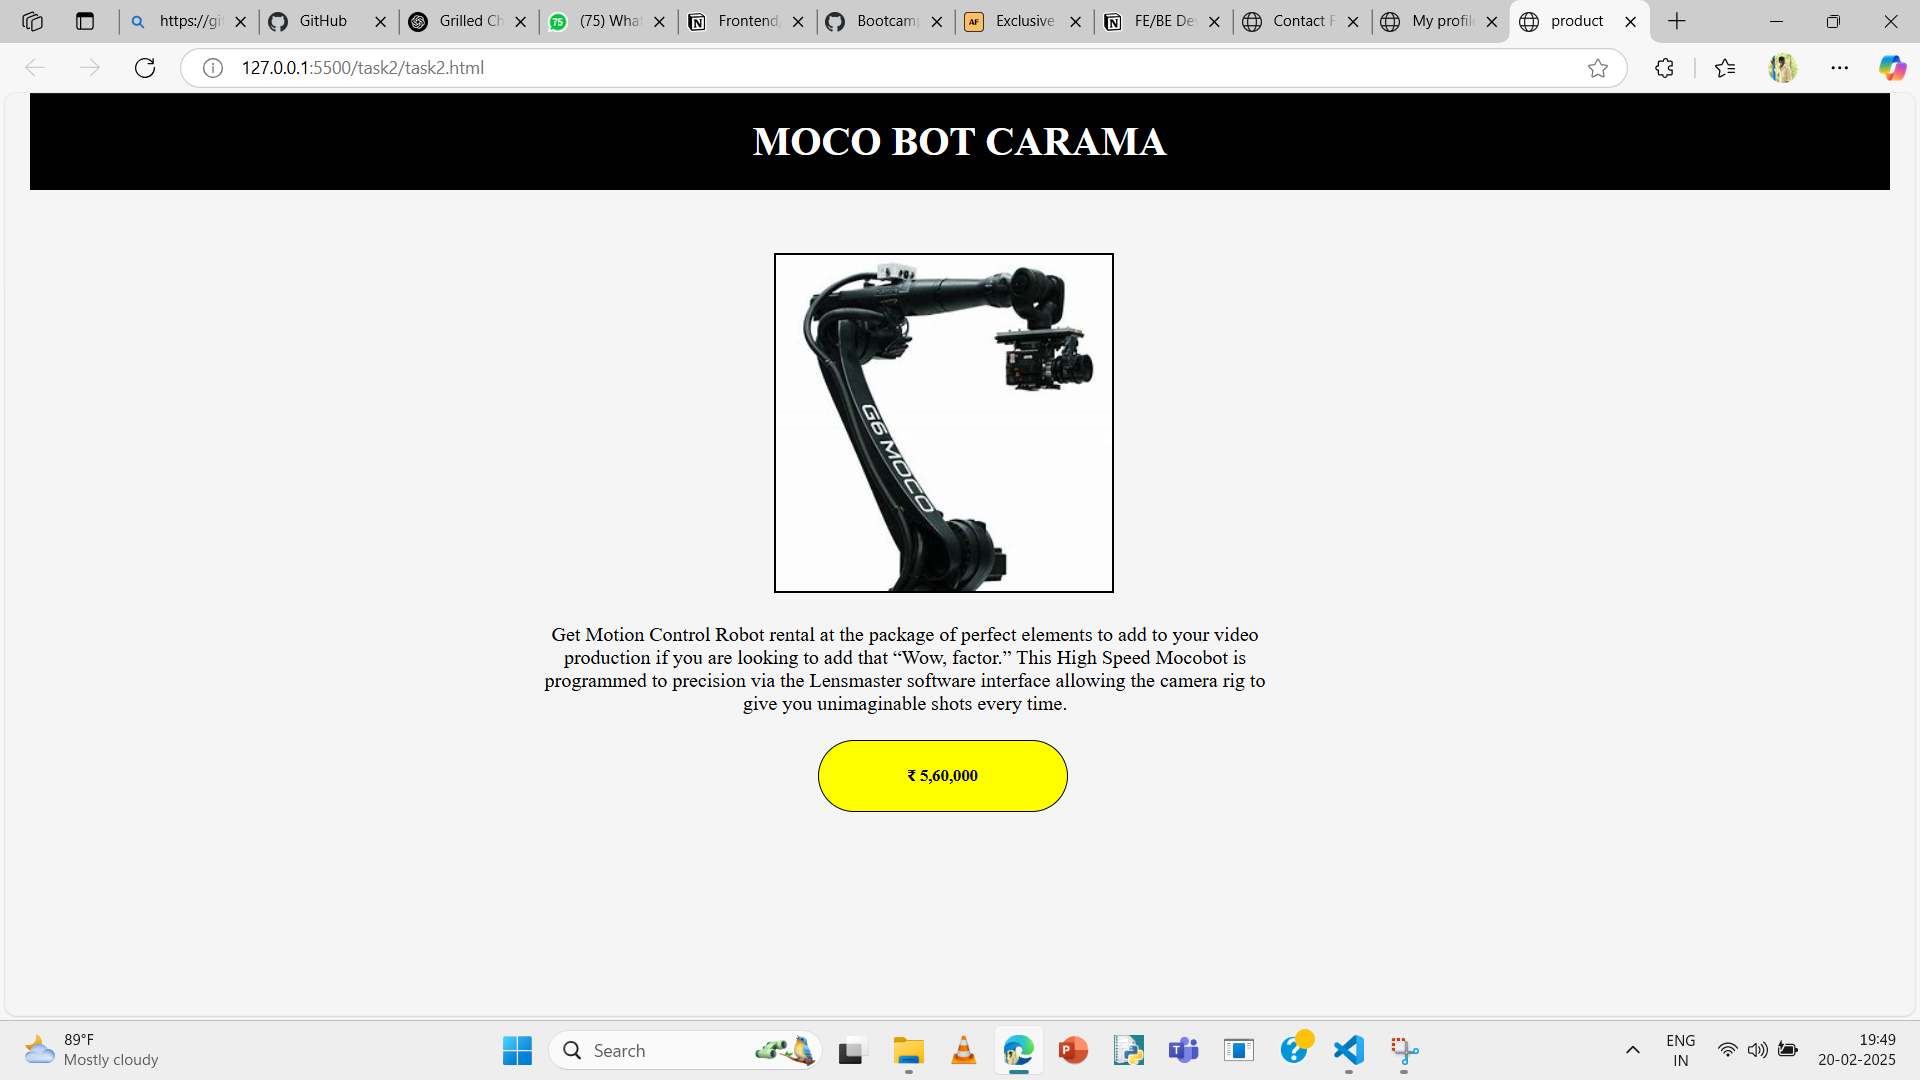 https://gi
GitHub
Grilled Ch
(75) What
Frontend,
Bootcamp
Exclusive
FE/BE Dev
Contact F
My profile
product
127.0.0.1:5500/task2/task2.html
MOCO BOT CARAMA
G6 MOCO
Get Motion Control Robot rental at the package of perfect elements to add to your video
production if you are looking to add that “Wow, factor.” This High Speed Mocobot is
programmed to precision via the Lensmaster software interface allowing the camera rig to
give you unimaginable shots every time.
₹ 5,60,000
89°F
Mostly cloudy
Search
ENG
IN
19:49
20-02-2025